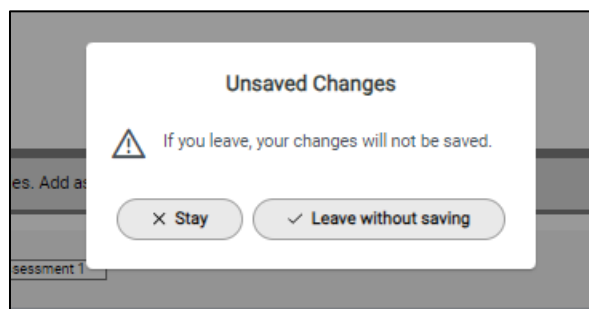 Unsaved Changes
If you leave, your changes will not be saved.
es. Add as
Stay
Leave without saving
sessment 1